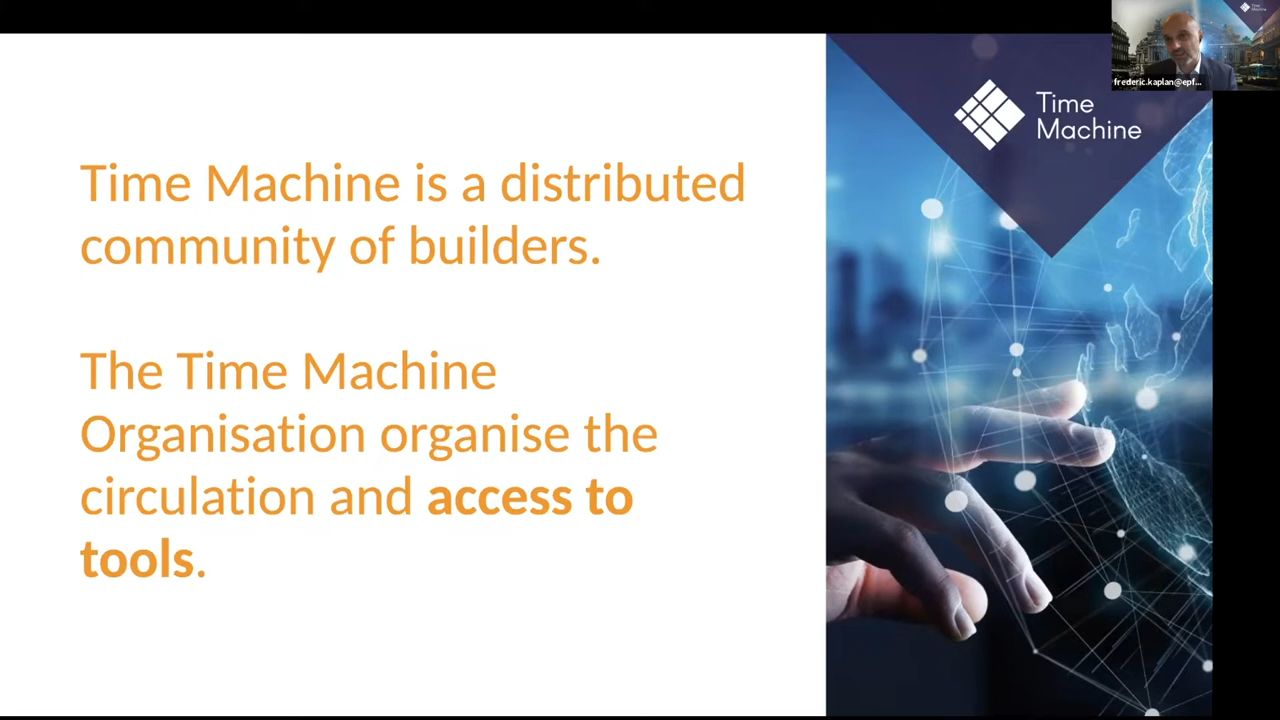 Time Machine is a distributed
community of builders.
The Time Machine
Organisation organise the
circulation and access to
tools.
Time
Machine
frederic.kaplan@epf...